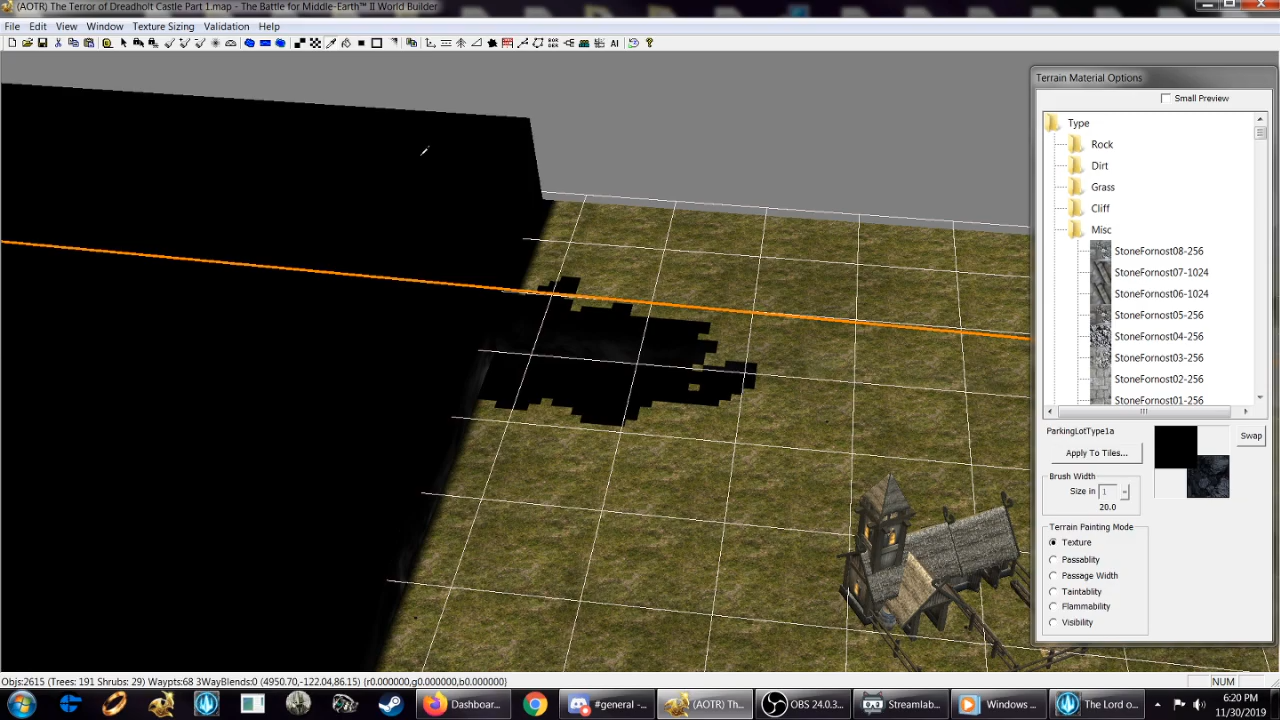 (AOTR) The Terror of Dreadholt Castle Part 1.map - The Battle for Middle-Earth™ II World Builder
File Edit View Window Texture Sizing Validation Help
AI
Terrain Material Options
Small Preview
Type
Rock
Dirt
Grass
Cliff
Misc
StoneFornost08-256
StoneFornost07-1024
StoneFornost06-1024
StoneFornost05-256
StoneFornost04-256
StoneFornost03-256
StoneFornost02-256
StoneFornost01-256
ParkingLotType1a
Swap
Apply To Tiles...
Brush Width
Size in 1
20.0
Terrain Painting Mode
Texture
Passablity
Passage Width
Taintablity
Flammability
Visibility
Objs:2615 (Trees: 191 Shrubs: 29) Waypts:68 3WayBlends:0 (4950.70,-122.04,86.15) (r0.000000,g0.000000,b0.000000)
NUM
Dashboar... #general -... (AOTR) Th... OBS 24.0.3... Streamlab... Windows ... The Lord o...
6:20 PM
11/30/2019